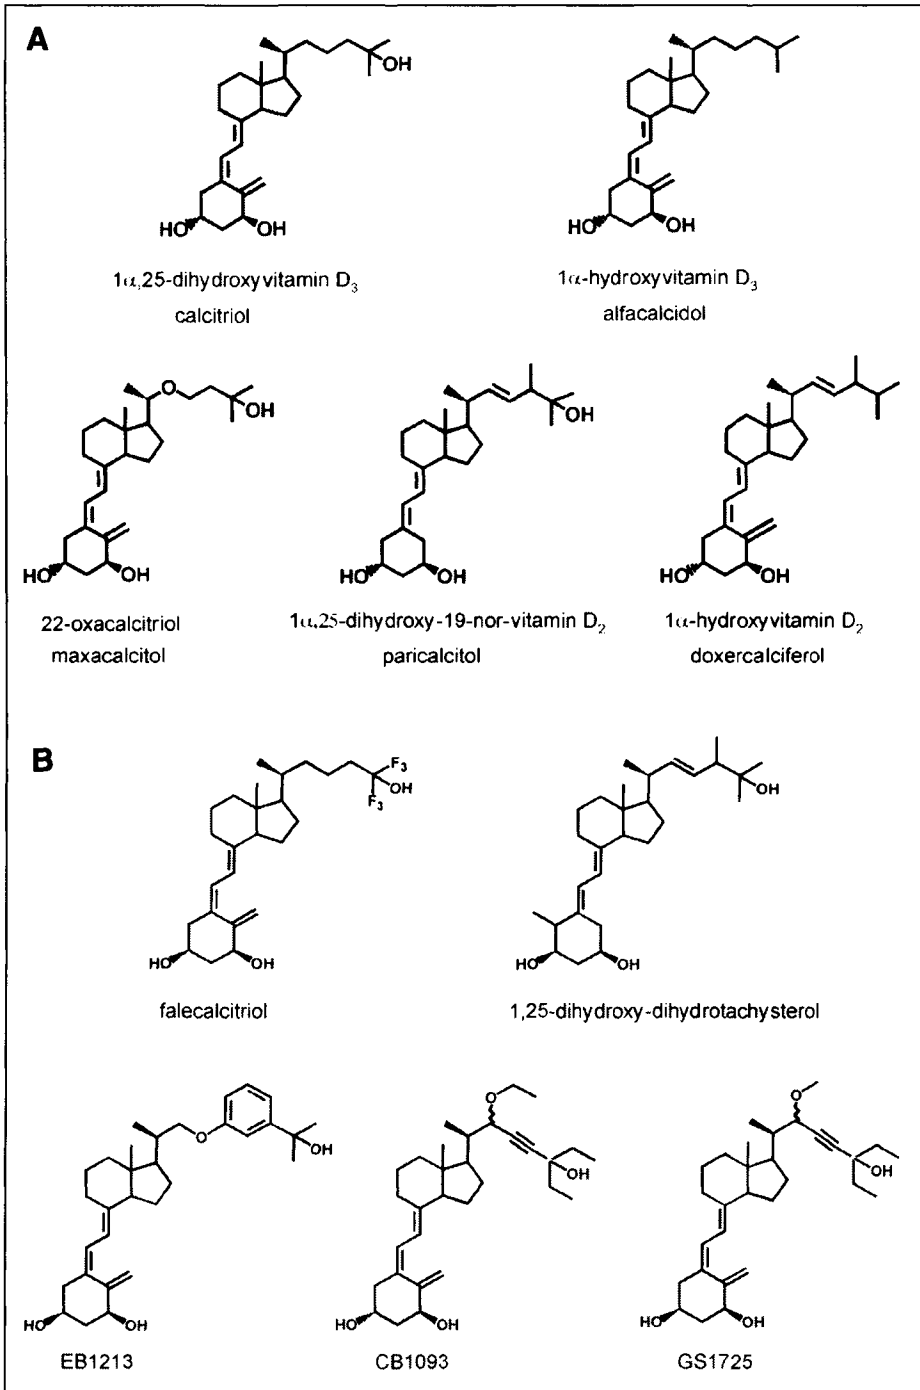 A
OH
HO
OH
1α,25-dihydroxyvitamin D3
calcitriol
HO
OH
1α-hydroxyvitamin D3
alfacalcidol
O
OH
HO
OH
22-oxacalcitriol
maxacalcitol
OH
HO
OH
1α,25-dihydroxy-19-nor-vitamin D2
paricalcitol
HO
OH
1α-hydroxyvitamin D2
doxercalciferol
B
F3
OH
F3
HO
OH
falecalcitriol
OH
HO
OH
1,25-dihydroxy-dihydrotachysterol
O
OH
HO
OH
EB1213
O
OH
HO
OH
CB1093
O
OH
HO
OH
GS1725